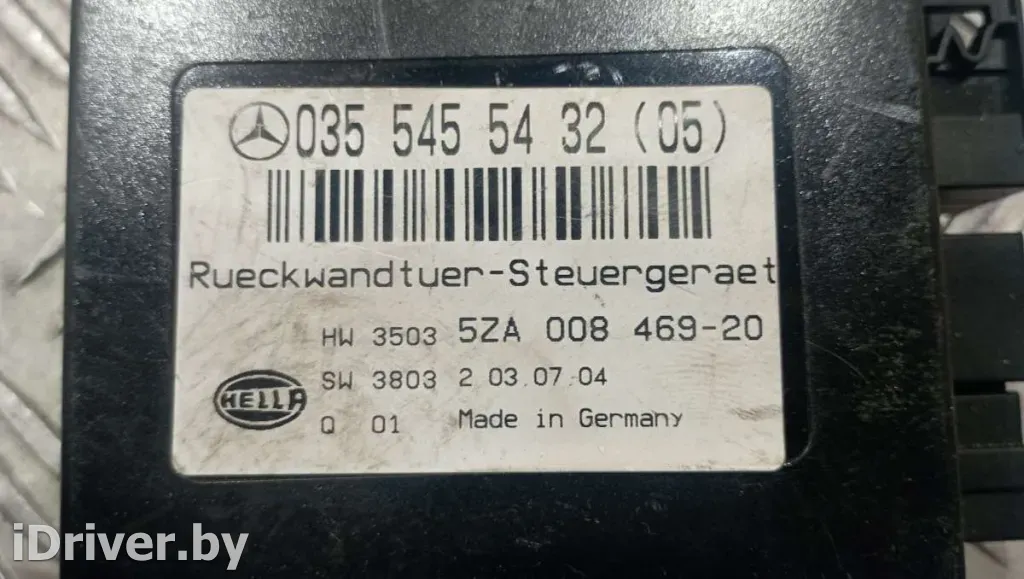 035 545 54 32 (05)
Rueckwandtuer-Steuergeraet
HW 3503 5ZA 008 469-20
SW 3803 2 03.07.04
Q 01 Made in Germany
HELLA
iDriver.by